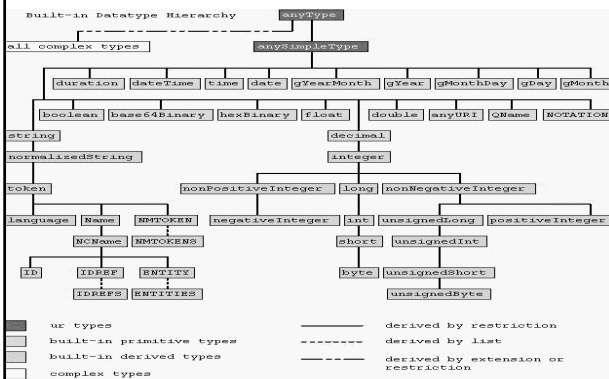 Built-in Datatype Hierarchy
anyType
all complex types
anySimpleType
duration dateTime time date gYearMonth gYear gMonthDay gDay gMonth
boolean base64Binary hexBinary float double anyURI QName NOTATION
string decimal
normalizedString integer
token nonPositiveInteger long nonNegativeInteger
language Name NMTOKEN negativeInteger int unsignedLong positiveInteger
NCName NMTOKENS short unsignedInt
ID IDREF ENTITY byte unsignedShort
IDREFS ENTITIES unsignedByte
ur types derived by restriction
built-in primitive types derived by list
built-in derived types derived by extension or
complex types restriction